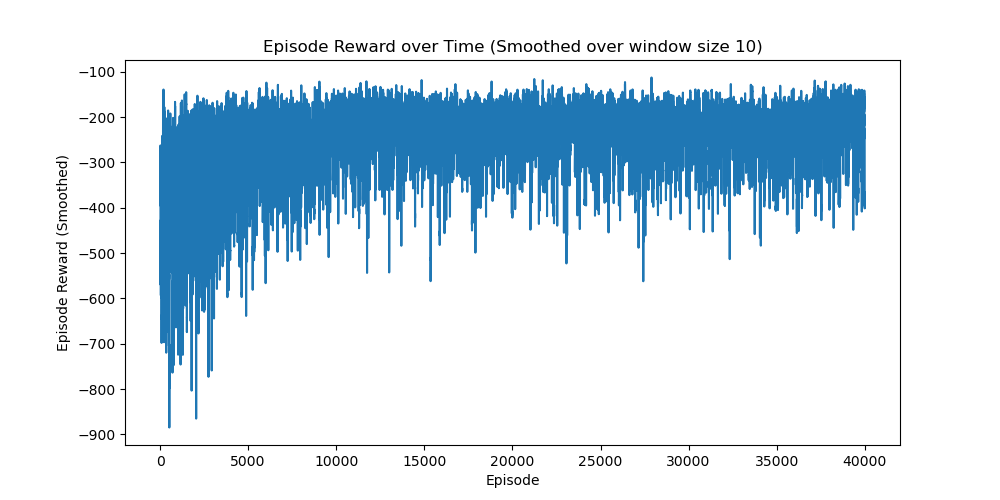 Episode Reward over Time (Smoothed over window size 10)
Episode Reward (Smoothed)
−100
−200
−300
−400
−500
−600
−700
−800
−900
0 5000 10000 15000 20000 25000 30000 35000 40000
Episode